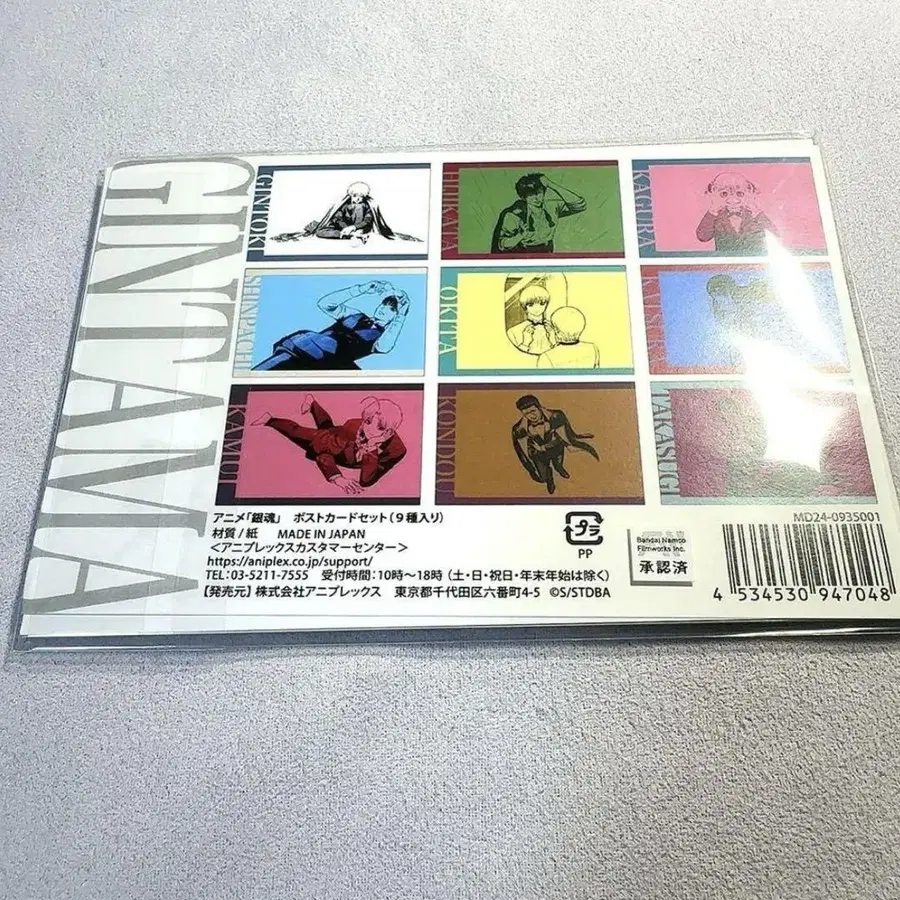 GINTAMA
GINTOKI
HIJIKATA
KAGURA
SHINPACHI
OKITA
KATSURA
KAMUI
KONDOU
TAKASUGI
アニメ「銀魂」 ポストカードセット（9種入り）
材質/紙 MADE IN JAPAN
<アニプレックスカスタマーセンター>
https://aniplex.co.jp/support/
TEL:03-5211-7555 受付時間:10時～18時（土・日・祝日・年末年始は除く）
【発売元】株式会社アニプレックス 東京都千代田区六番町4-5 ©S/STDBA
プラ
PP
Bandai Namco
Filmworks Inc.
承認済
MD24-0935001
4 534530 947048